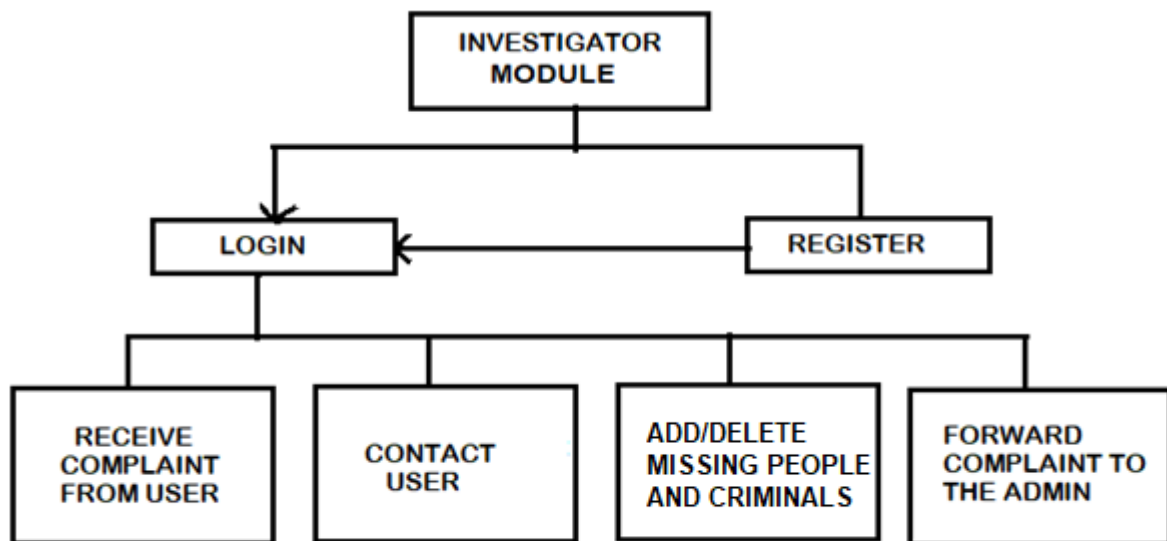 INVESTIGATOR
MODULE
LOGIN
REGISTER
RECEIVE
COMPLAINT
FROM USER
CONTACT
USER
ADD/DELETE
MISSING PEOPLE
AND CRIMINALS
FORWARD
COMPLAINT TO
THE ADMIN